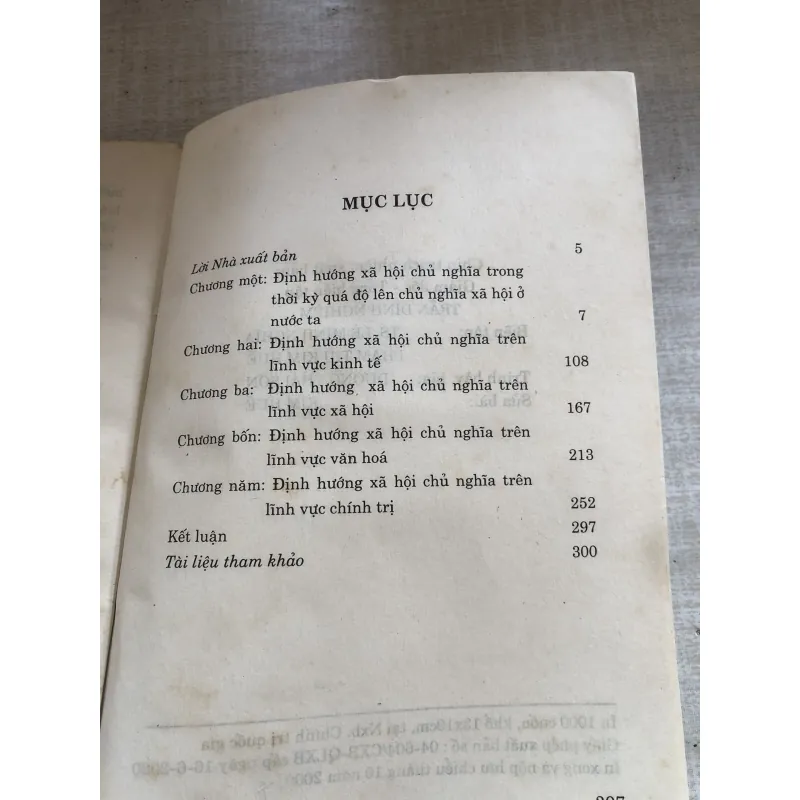 MỤC LỤC
Lời Nhà xuất bản 5
Chương một: Định hướng xã hội chủ nghĩa trong
thời kỳ quá độ lên chủ nghĩa xã hội ở
nước ta 7
Chương hai: Định hướng xã hội chủ nghĩa trên
lĩnh vực kinh tế 108
Chương ba: Định hướng xã hội chủ nghĩa trên
lĩnh vực xã hội 167
Chương bốn: Định hướng xã hội chủ nghĩa trên
lĩnh vực văn hoá 213
Chương năm: Định hướng xã hội chủ nghĩa trên
lĩnh vực chính trị 252
Kết luận 297
Tài liệu tham khảo 300